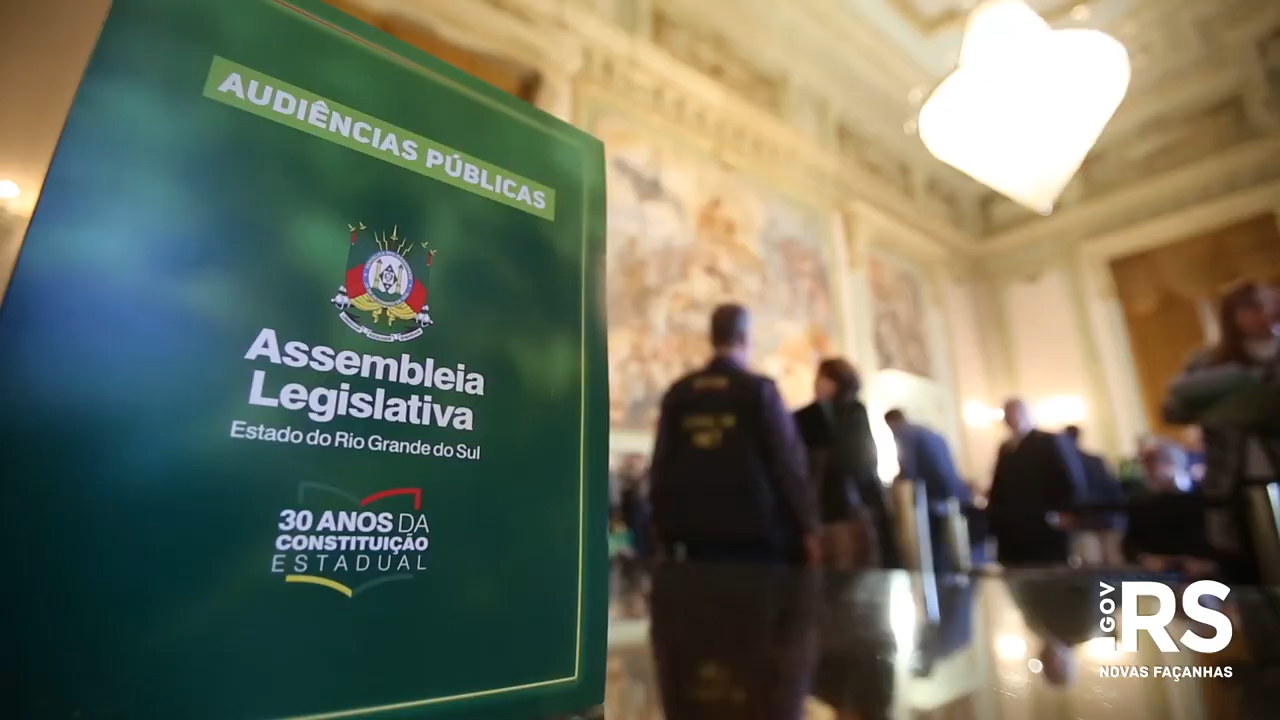 AUDIÊNCIAS PÚBLICAS
Assembleia
Legislativa
Estado do Rio Grande do Sul
30 ANOS DA
CONSTITUIÇÃO
ESTADUAL
GOV
RS
NOVAS FAÇANHAS